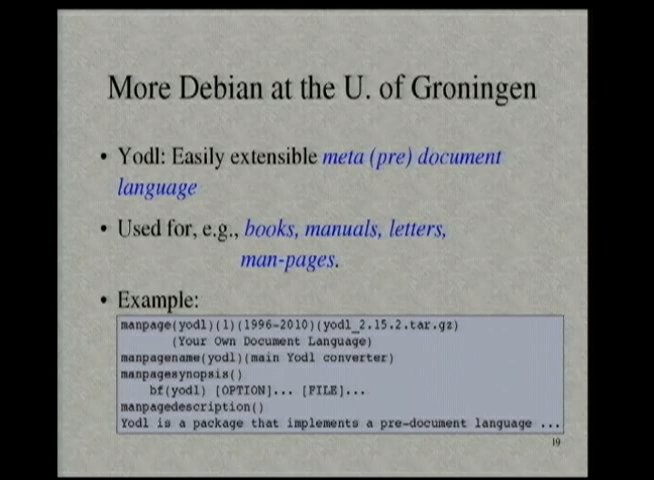 More Debian at the U. of Groningen
• Yodl: Easily extensible meta (pre) document
language
• Used for, e.g., books, manuals, letters,
man-pages.
• Example:
manpage(yodl)(1)(1996-2010)(yodl_2.15.2.tar.gz)
(Your Own Document Language)
manpagename(yodl)(main Yodl converter)
manpagesynopsis()
bf(yodl) [OPTION]... [FILE]...
manpagedescription()
Yodl is a package that implements a pre-document language ...
19